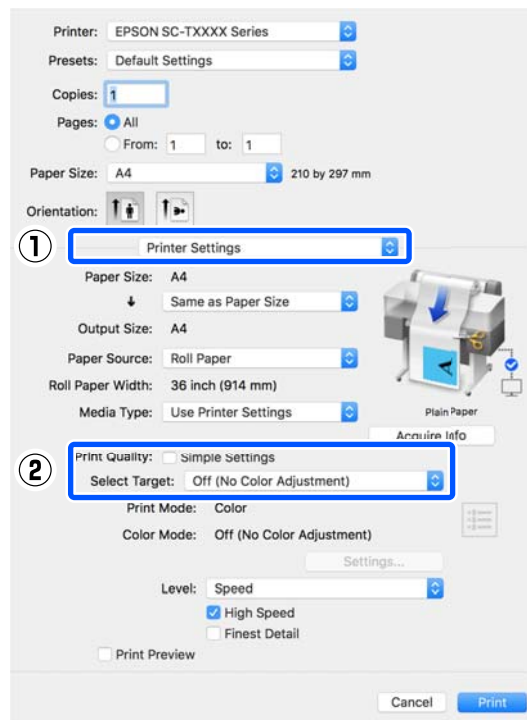 Printer: EPSON SC-TXXXX Series
Presets: Default Settings
Copies: 1
Pages: All
From: 1 to: 1
Paper Size: A4 210 by 297 mm
Orientation:
1 Printer Settings
Paper Size: A4
Same as Paper Size
Output Size: A4
Paper Source: Roll Paper
Roll Paper Width: 36 inch (914 mm)
Media Type: Use Printer Settings
Plain Paper
Acquire Info
2 Print Quality: Simple Settings
Select Target: Off (No Color Adjustment)
Print Mode: Color
Color Mode: Off (No Color Adjustment)
Settings...
Level: Speed
High Speed
Finest Detail
Print Preview
Cancel Print